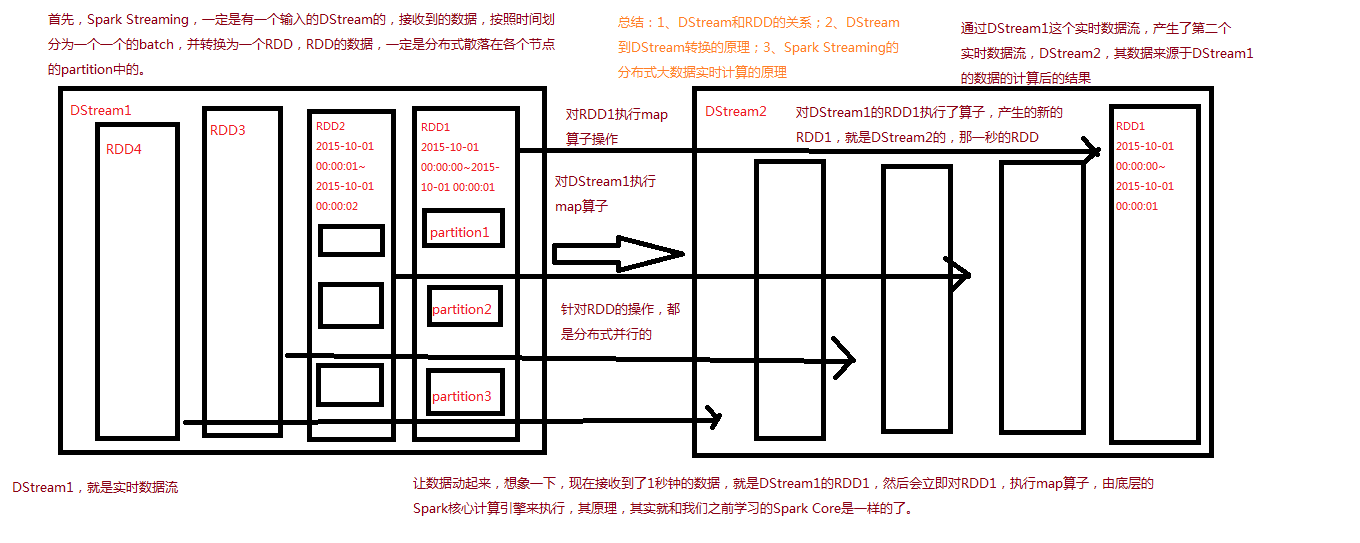 首先，Spark Streaming，一定是有一个输入的DStream的，接收到的数据，按照时间划
分为一个一个的batch，并转换为一个RDD，RDD的数据，一定是分布式散落在各个节点
的partition中的。
总结：1、DStream和RDD的关系；2、DStream
到DStream转换的原理；3、Spark Streaming的
分布式大数据实时计算的原理
通过DStream1这个实时数据流，产生了第二个
实时数据流，DStream2，其数据来源于DStream1
的数据的计算后的结果
DStream1
RDD4
RDD3
RDD2
2015-10-01
00:00:01~
2015-10-01
00:00:02
RDD1
2015-10-01
00:00:00~2015-
10-01 00:00:01
partition1
partition2
partition3
对RDD1执行map
算子操作
对DStream1执行
map算子
针对RDD的操作，都
是分布式并行的
DStream2
对DStream1的RDD1执行了算子，产生的新的
RDD1，就是DStream2的，那一秒的RDD
RDD1
2015-10-01
00:00:00~
2015-10-01
00:00:01
DStream1，就是实时数据流
让数据动起来，想象一下，现在接收到了1秒钟的数据，就是DStream1的RDD1，然后会立即对RDD1，执行map算子，由底层的
Spark核心计算引擎来执行，其原理，其实就和我们之前学习的Spark Core是一样的了。